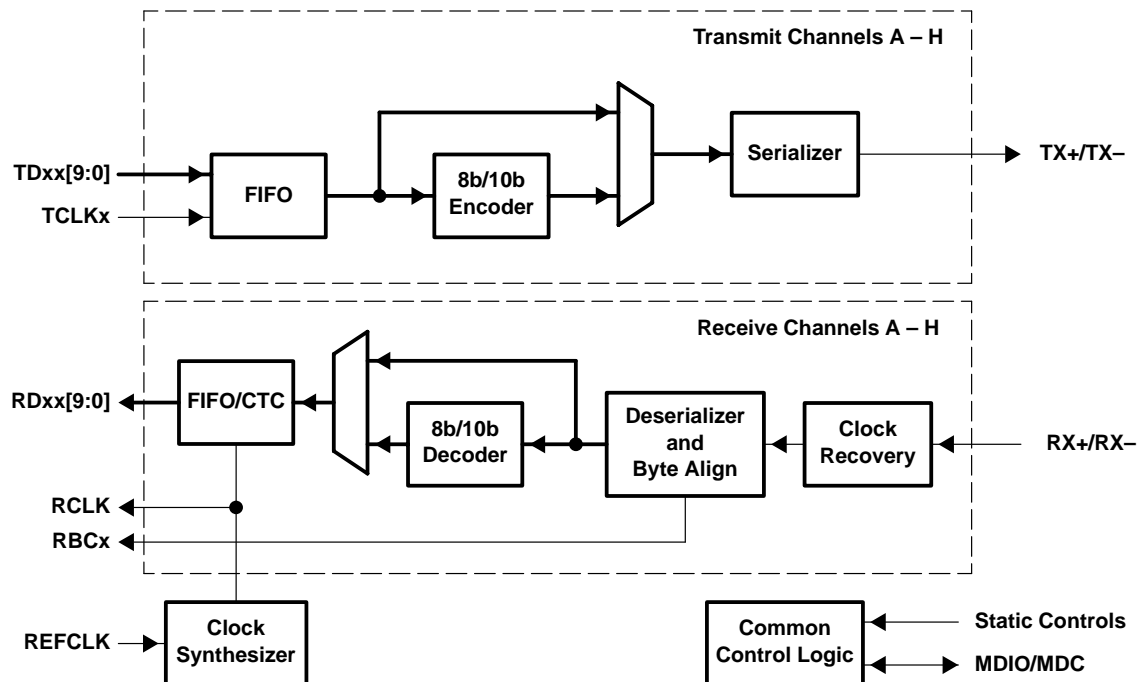 Transmit Channels A – H
TDxx[9:0]
TCLKx
FIFO
8b/10b
Encoder
Serializer
TX+/TX–
Receive Channels A – H
RDxx[9:0]
FIFO/CTC
8b/10b
Decoder
Deserializer
and
Byte Align
Clock
Recovery
RX+/RX–
RCLK
RBCx
REFCLK
Clock
Synthesizer
Common
Control Logic
Static Controls
MDIO/MDC